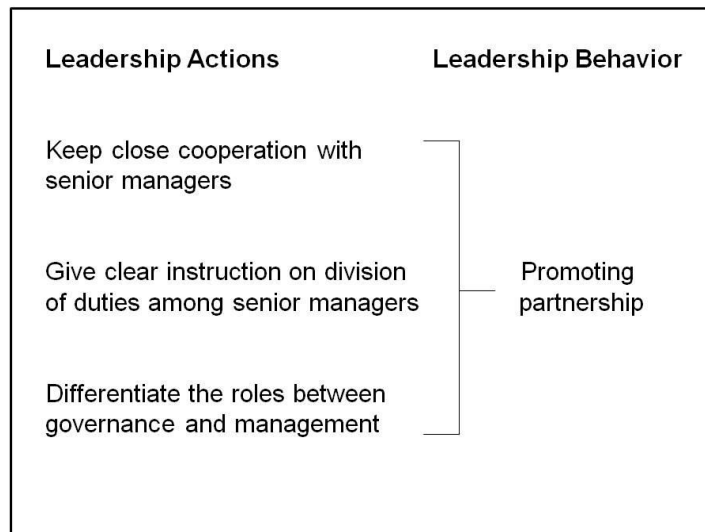 Leadership Actions
Leadership Behavior
Keep close cooperation with
senior managers
Give clear instruction on division
of duties among senior managers
Differentiate the roles between
governance and management
Promoting
partnership